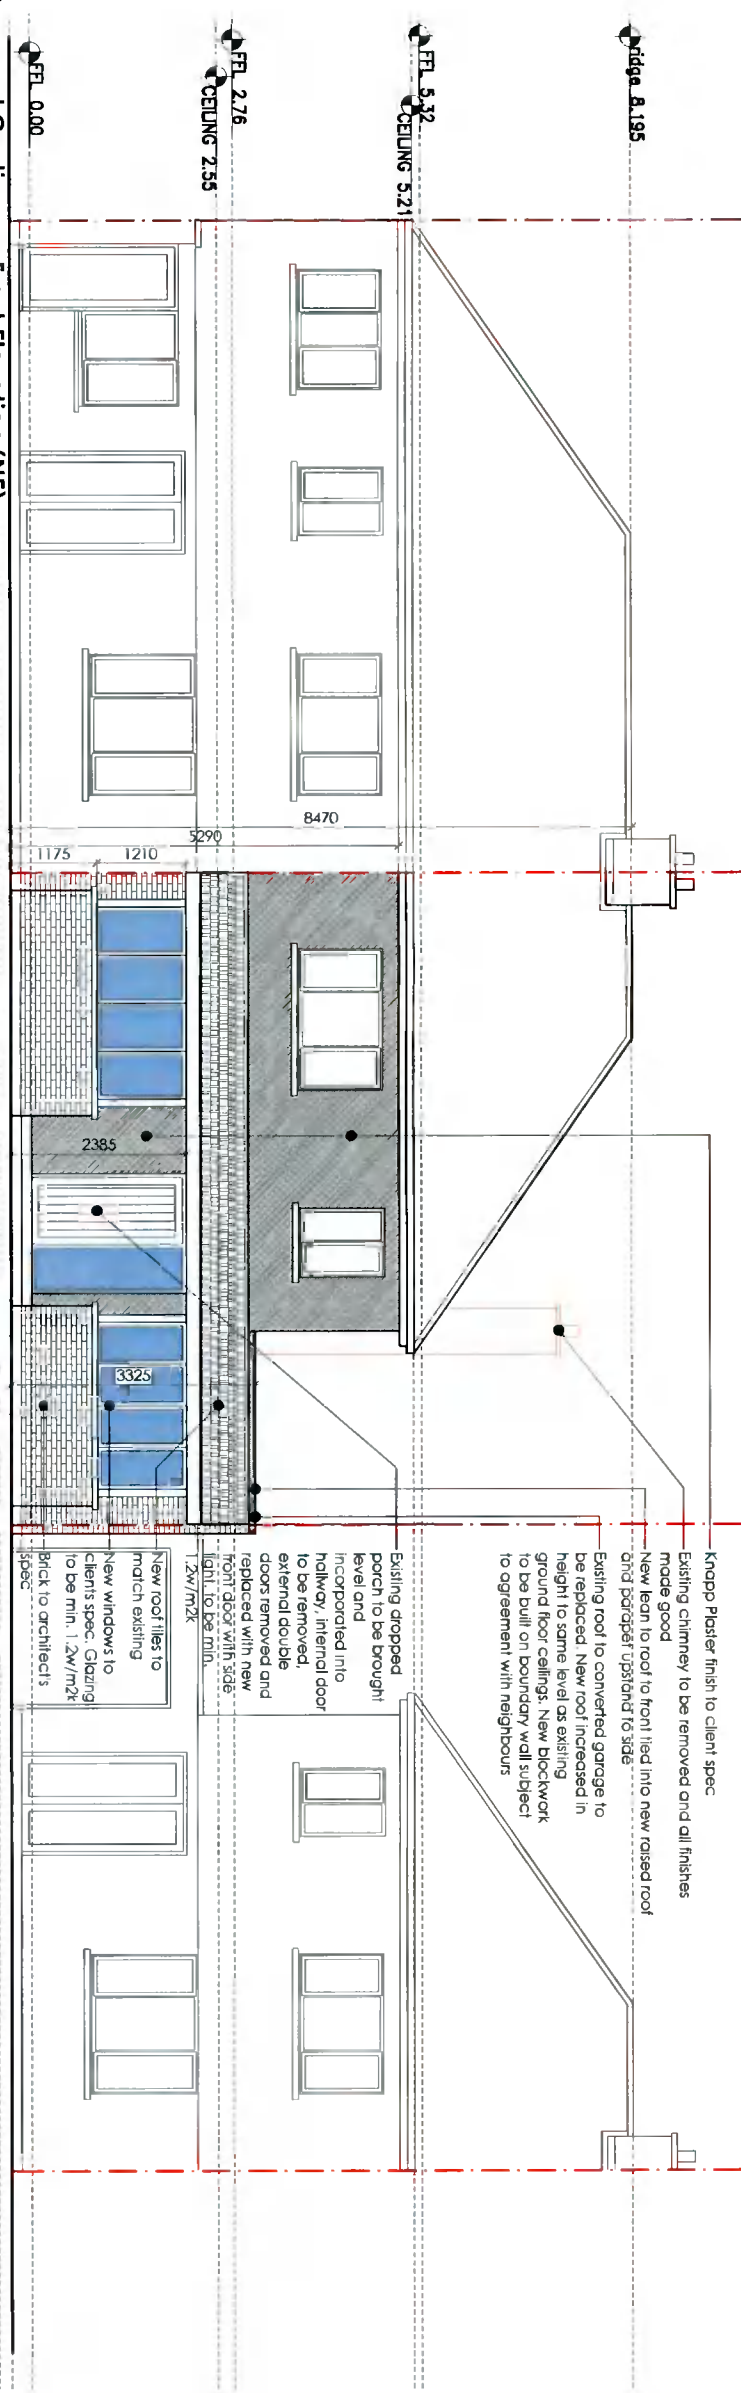 ridge 8.195
FFL 5.32
CEILING 5.21
FFL 2.76
CEILING 2.55
FFL 0.00
8470
5290
1175
1210
2385
3325
Knapp Plaster finish to client spec
Existing chimney to be removed and all finishes
made good
New lean to roof to front tied into new raised roof
and parapet upstand to side
Existing roof to converted garage to
be replaced. New roof increased in
height to same level as existing
ground floor ceilings. New blockwork
to be built on boundary wall subject
to agreement with neighbours
Existing dropped
porch to be brought
level and
incorporated into
hallway, internal door
to be removed,
external double
doors removed and
replaced with new
front door with side
light, to be min.
1.2w/m2k
New roof tiles to
match existing
New windows to
clients spec. Glazing
to be min. 1.2w/m2k
Brick to architect's
spec